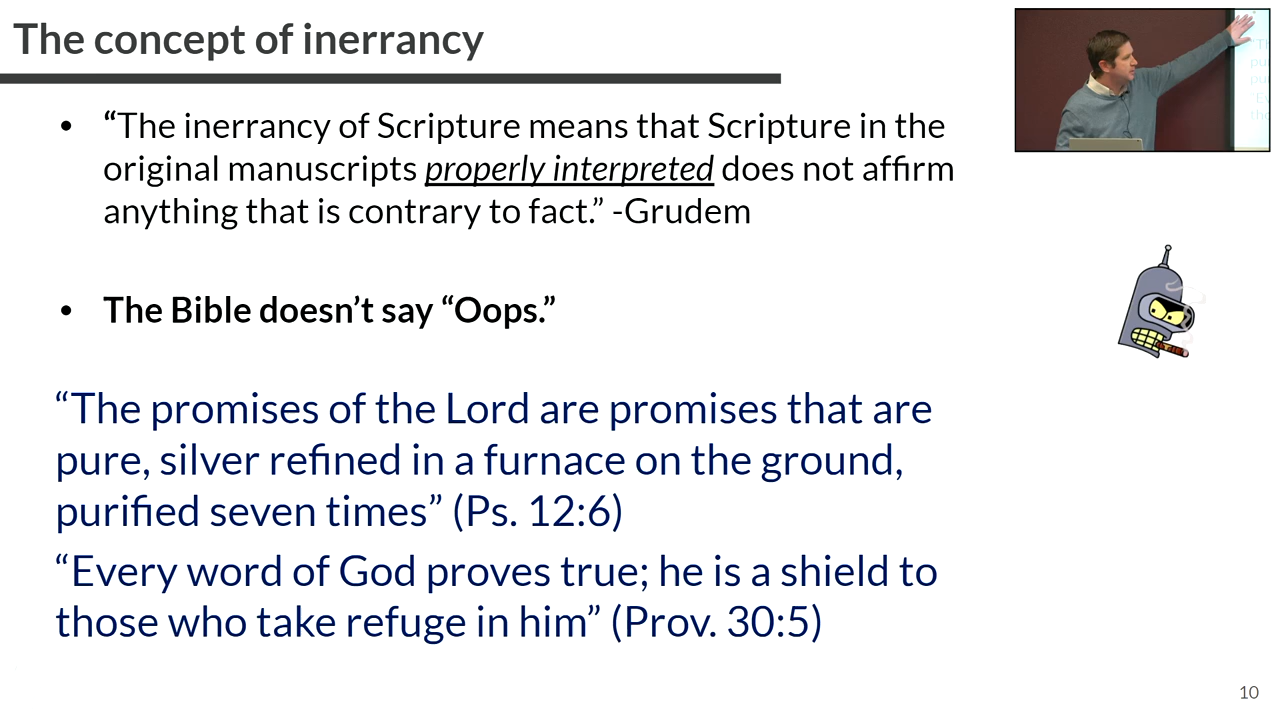 The concept of inerrancy
• “The inerrancy of Scripture means that Scripture in the
original manuscripts properly interpreted does not affirm
anything that is contrary to fact.” -Grudem
• The Bible doesn’t say “Oops.”
“The promises of the Lord are promises that are
pure, silver refined in a furnace on the ground,
purified seven times” (Ps. 12:6)
“Every word of God proves true; he is a shield to
those who take refuge in him” (Prov. 30:5)
10